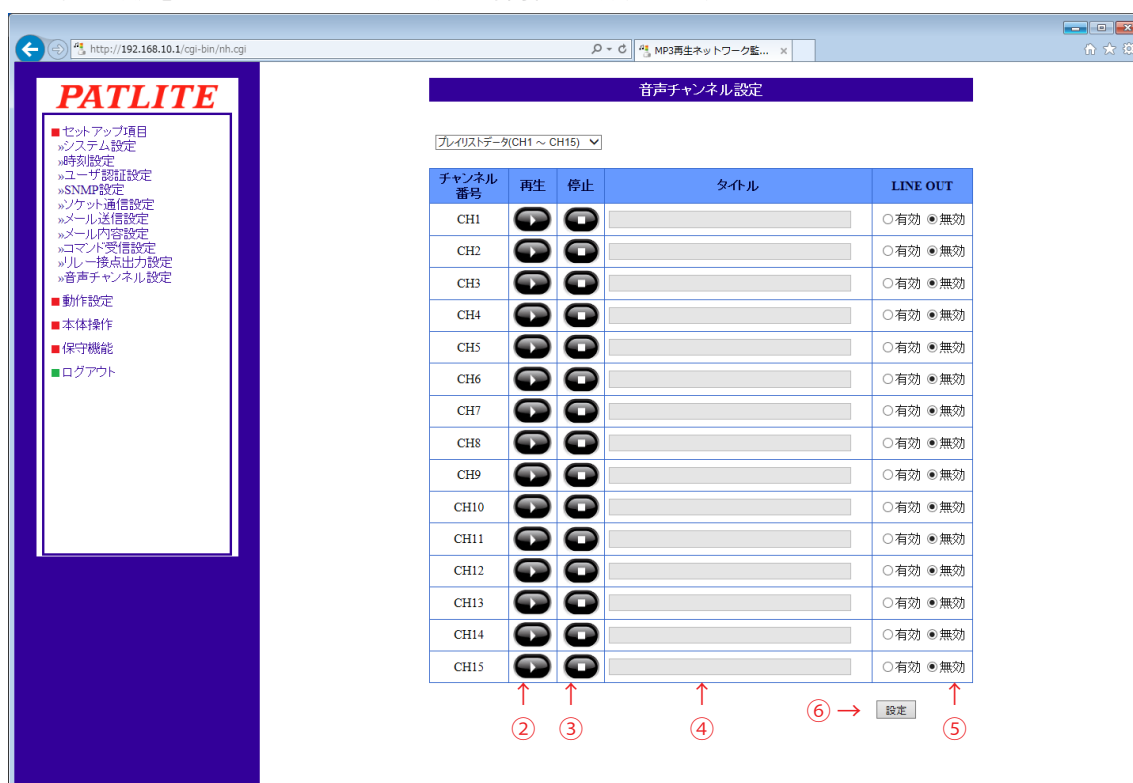 http://192.168.10.1/cgi-bin/nh.cgi
MP3再生ネットワーク監...
PATLITE
セットアップ項目
»システム設定
»時刻設定
»ユーザ認証設定
»SNMP設定
»ソケット通信設定
»メール送信設定
»メール内容設定
»コマンド受信設定
»リレー接点出力設定
»音声チャンネル設定
動作設定
本体操作
保守機能
ログアウト
音声チャンネル設定
プレイリストデータ(CH1 ～ CH15)
チャンネル番号 再生 停止 タイトル LINE OUT
CH1 有効 無効
CH2 有効 無効
CH3 有効 無効
CH4 有効 無効
CH5 有効 無効
CH6 有効 無効
CH7 有効 無効
CH8 有効 無効
CH9 有効 無効
CH10 有効 無効
CH11 有効 無効
CH12 有効 無効
CH13 有効 無効
CH14 有効 無効
CH15 有効 無効
⑥ → 設定
② ③ ④ ⑤